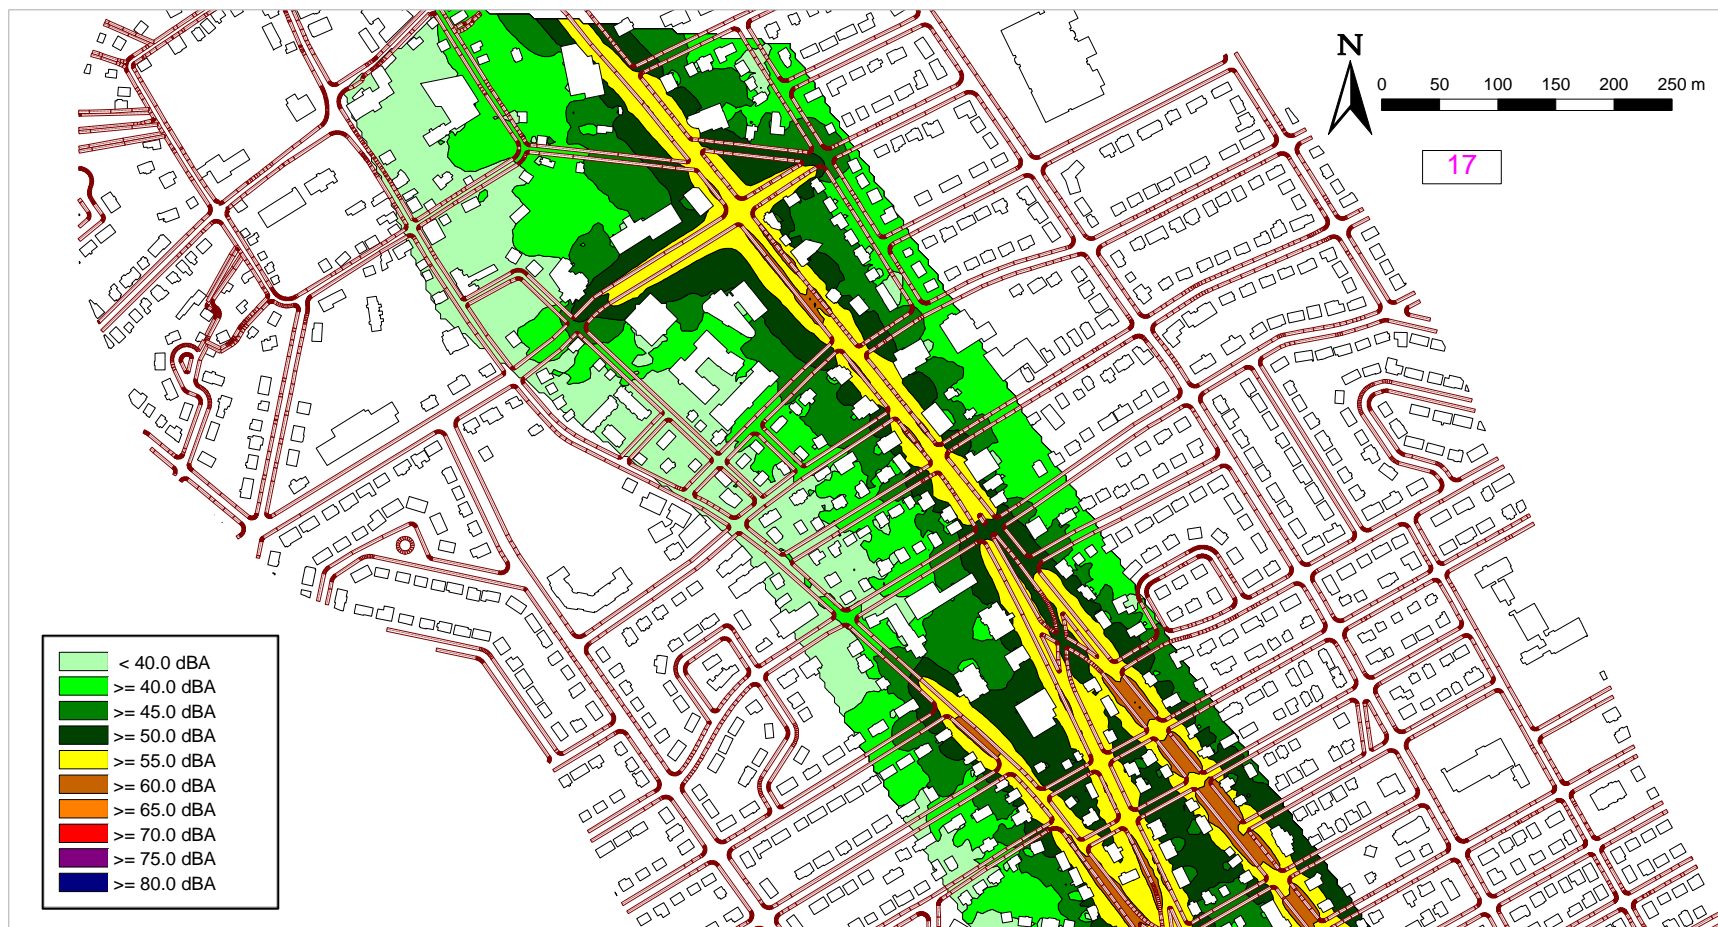 N
0 50 100 150 200 250 m
17
< 40.0 dBA
>= 40.0 dBA
>= 45.0 dBA
>= 50.0 dBA
>= 55.0 dBA
>= 60.0 dBA
>= 65.0 dBA
>= 70.0 dBA
>= 75.0 dBA
>= 80.0 dBA